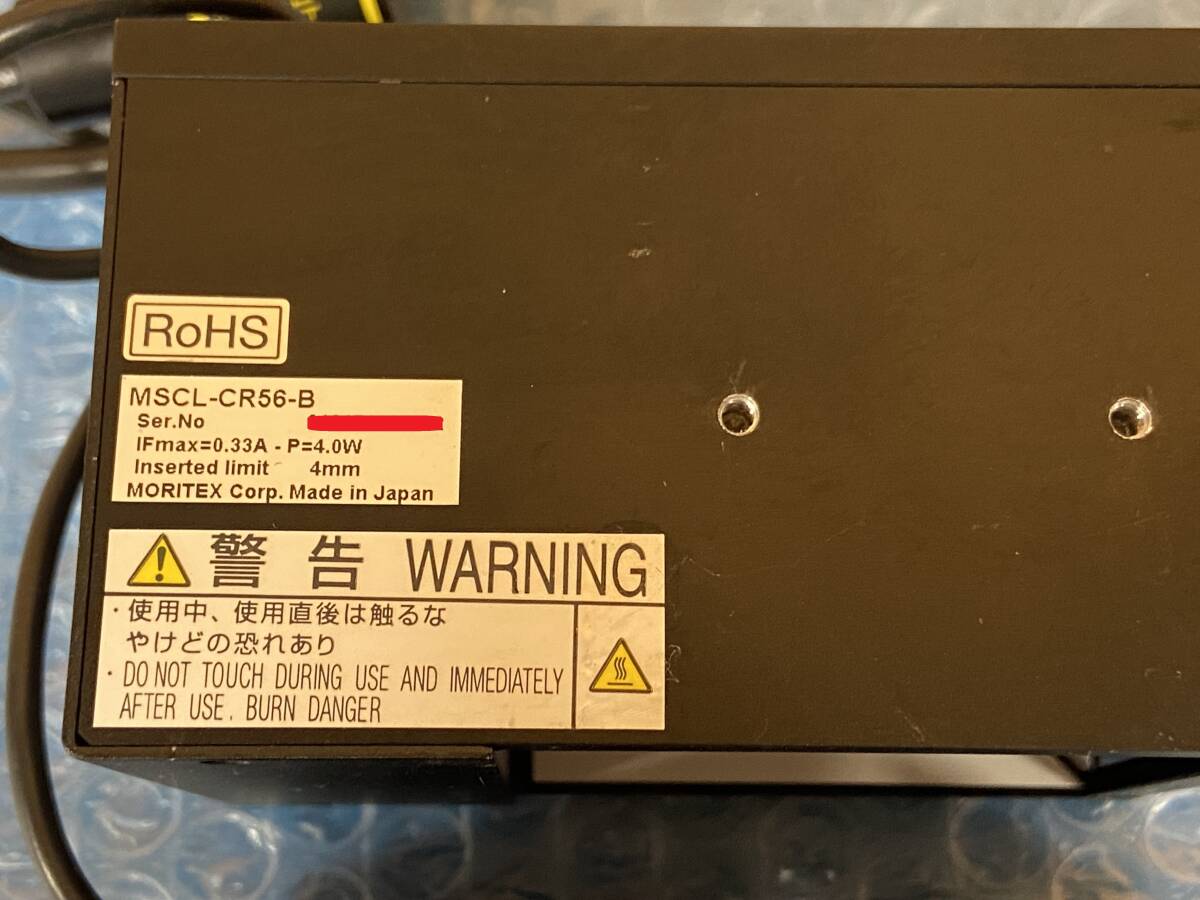 RoHS
MSCL-CR56-B
Ser.No
IFmax=0.33A - P=4.0W
Inserted limit 4mm
MORITEX Corp. Made in Japan
警告 WARNING
・使用中、使用直後は触るな
やけどの恐れあり
・DO NOT TOUCH DURING USE AND IMMEDIATELY
AFTER USE. BURN DANGER